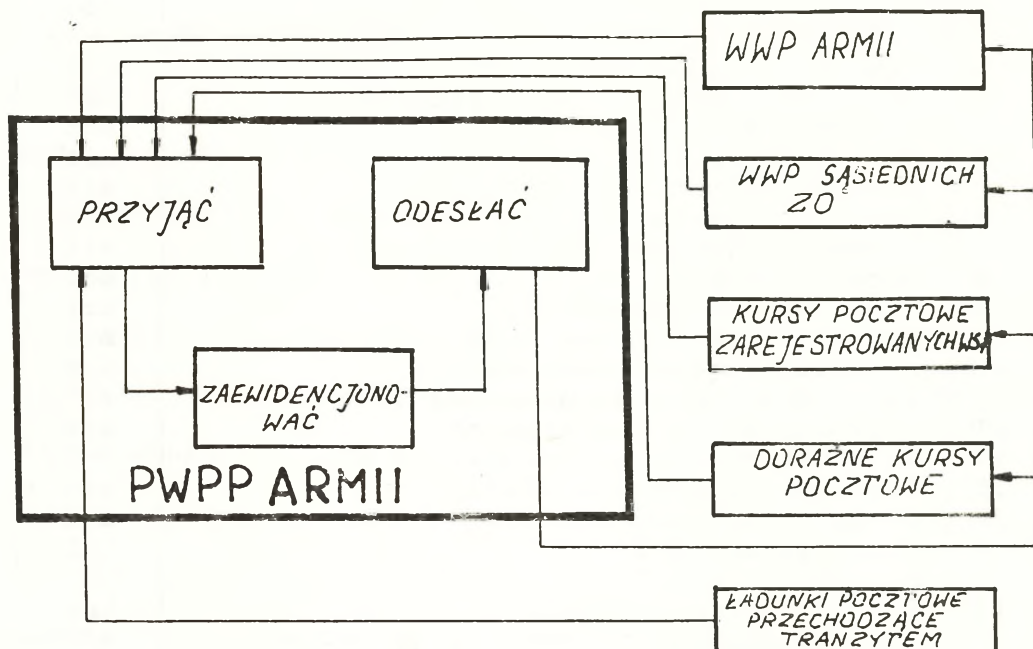 WWP ARMII
PRZYJĄĆ
ODESŁAĆ
WWP SĄSIEDNICH
ZO
KURSY POCZTOWE
ZAREJESTROWANYCH WSP
ZAEWIDENCJONO-
WAĆ
PWPP ARMII
DORAŹNE KURSY
POCZTOWE
ŁADUNKI POCZTOWE
PRZECHODZĄCE
TRANZYTEM